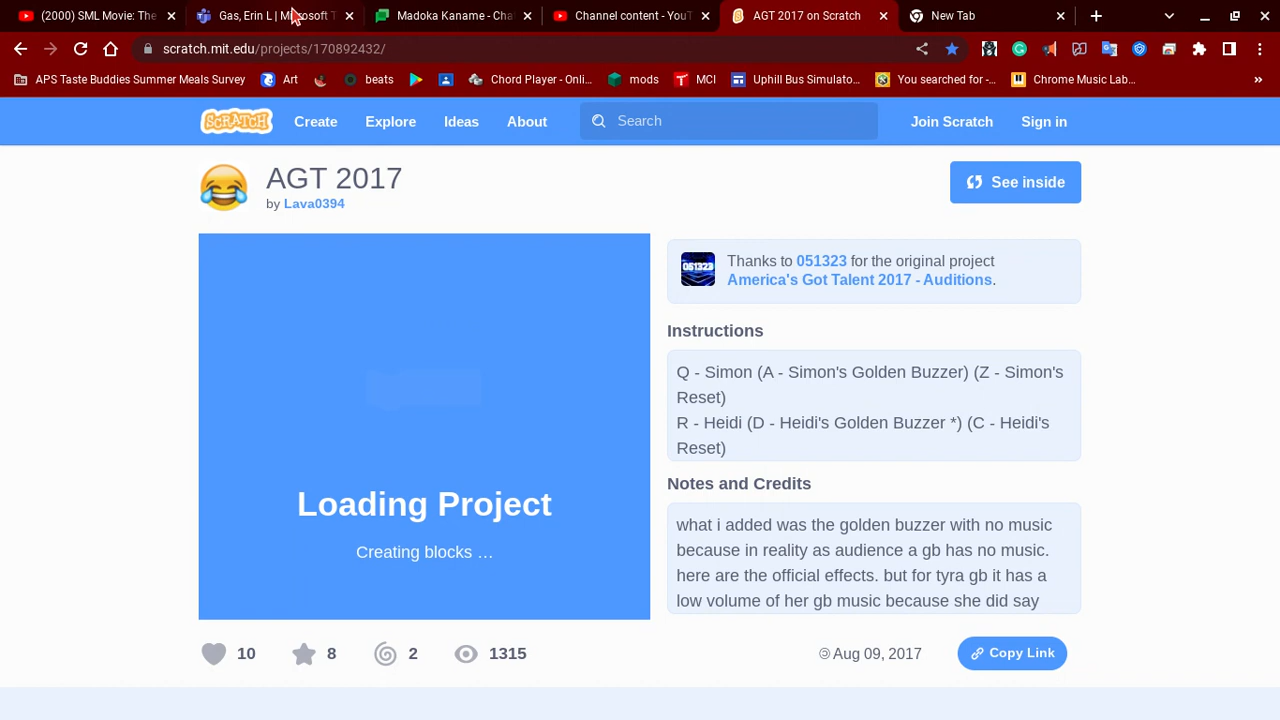 (2000) SML Movie: The
Gas, Erin L | Microsoft T
Madoka Kaname - Cha
Channel content - YouT
AGT 2017 on Scratch
New Tab
scratch.mit.edu/projects/170892432/
APS Taste Buddies Summer Meals Survey
Art
beats
Chord Player - Onli...
mods
MCI
Uphill Bus Simulato...
You searched for -...
Chrome Music Lab...
SCRATCH
Create
Explore
Ideas
About
Search
Join Scratch
Sign in
AGT 2017
by Lava0394
See inside
Loading Project
Creating blocks …
051323
Thanks to 051323 for the original project
America's Got Talent 2017 - Auditions.
Instructions
Q - Simon (A - Simon's Golden Buzzer) (Z - Simon's
Reset)
R - Heidi (D - Heidi's Golden Buzzer *) (C - Heidi's
Reset)
Notes and Credits
what i added was the golden buzzer with no music
because in reality as audience a gb has no music.
here are the official effects. but for tyra gb it has a
low volume of her gb music because she did say
10
8
2
1315
Aug 09, 2017
Copy Link